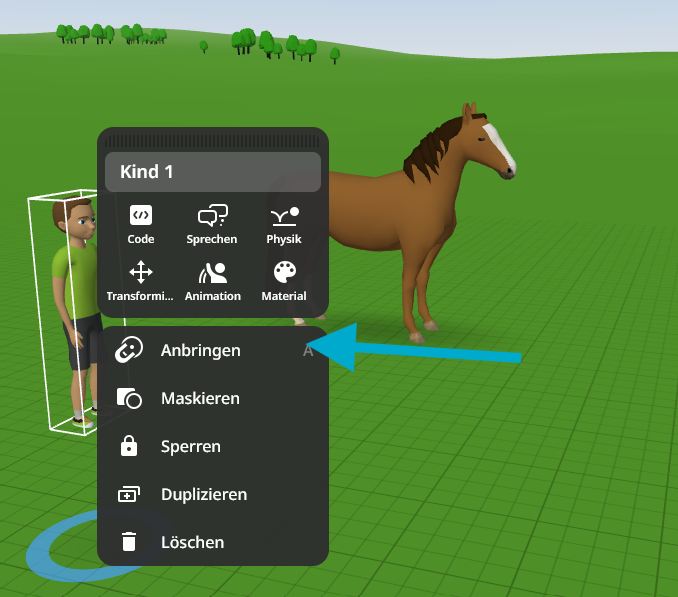 Kind 1
Code Sprechen Physik
Transformi... Animation Material
Anbringen A
Maskieren
Sperren
Duplizieren
Löschen